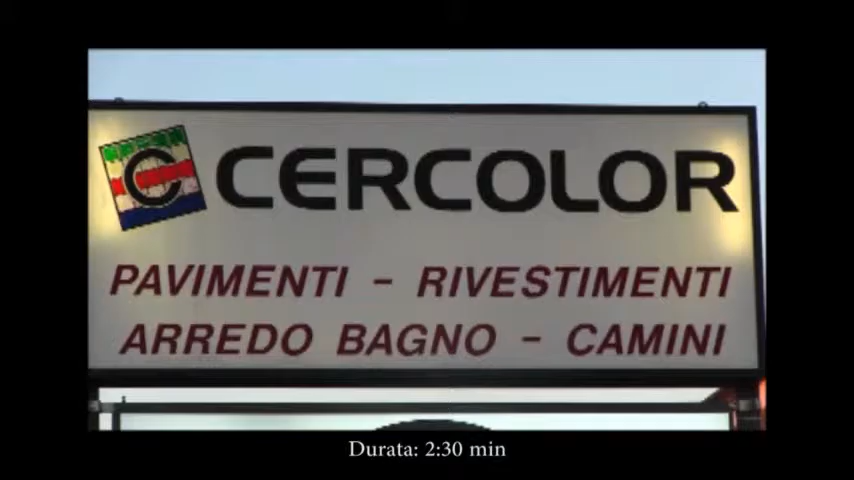 CERCOLOR
PAVIMENTI - RIVESTIMENTI
ARREDO BAGNO - CAMINI
Durata: 2:30 min